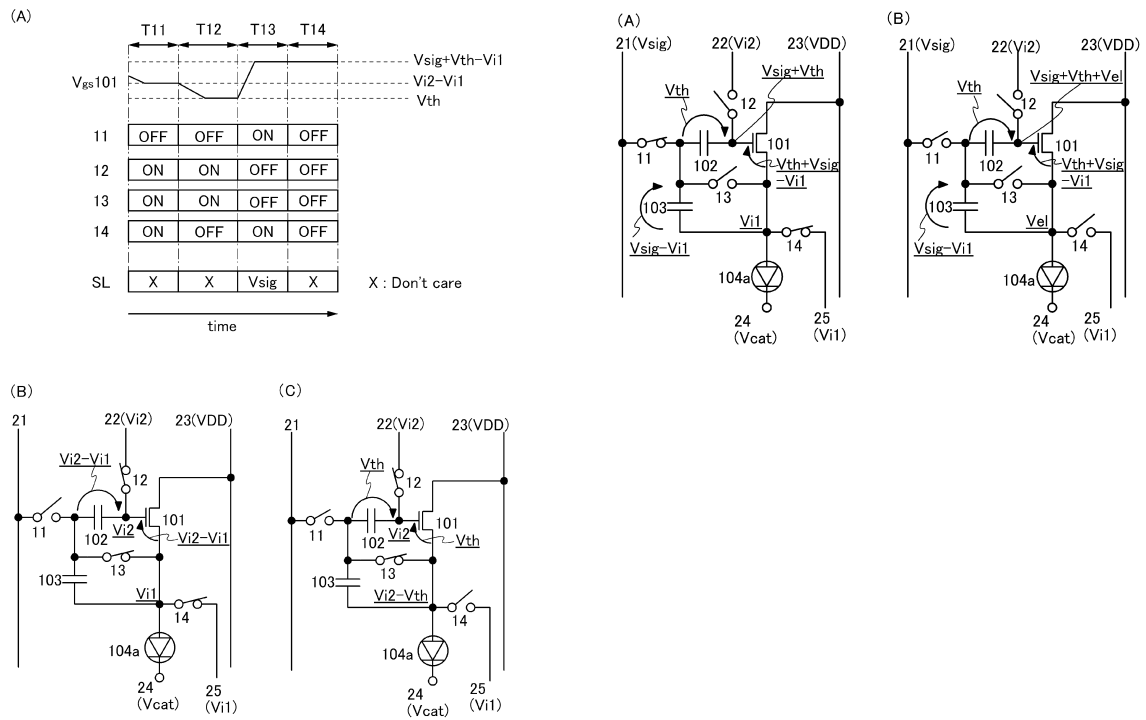 (A)
T11 T12 T13 T14
Vgs101
Vsig+Vth-Vi1
Vi2-Vi1
Vth
11 OFF OFF ON OFF
12 ON ON OFF OFF
13 ON ON OFF OFF
14 ON OFF ON OFF
SL X X Vsig X X : Don't care
time
(A)
21(Vsig) 22(Vi2) 23(VDD)
Vsig+Vth
Vth
12
101
11
102
Vth+Vsig
-Vi1
13
103
Vi1
14
Vsig-Vi1
104a
24
(Vcat)
25
(Vi1)
(B)
21(Vsig) 22(Vi2) 23(VDD)
Vsig+Vth+Vel
Vth
12
101
11
102
Vth+Vsig
-Vi1
13
103
Vel
14
Vsig-Vi1
104a
24
(Vcat)
25
(Vi1)
(B)
21 22(Vi2) 23(VDD)
Vi2-Vi1
12
101
11
102
Vi2
Vi2-Vi1
13
103
Vi1
14
104a
24
(Vcat)
25
(Vi1)
(C)
21 22(Vi2) 23(VDD)
Vth
12
101
11
102
Vi2
Vth
13
103
Vi2-Vth
14
104a
24
(Vcat)
25
(Vi1)